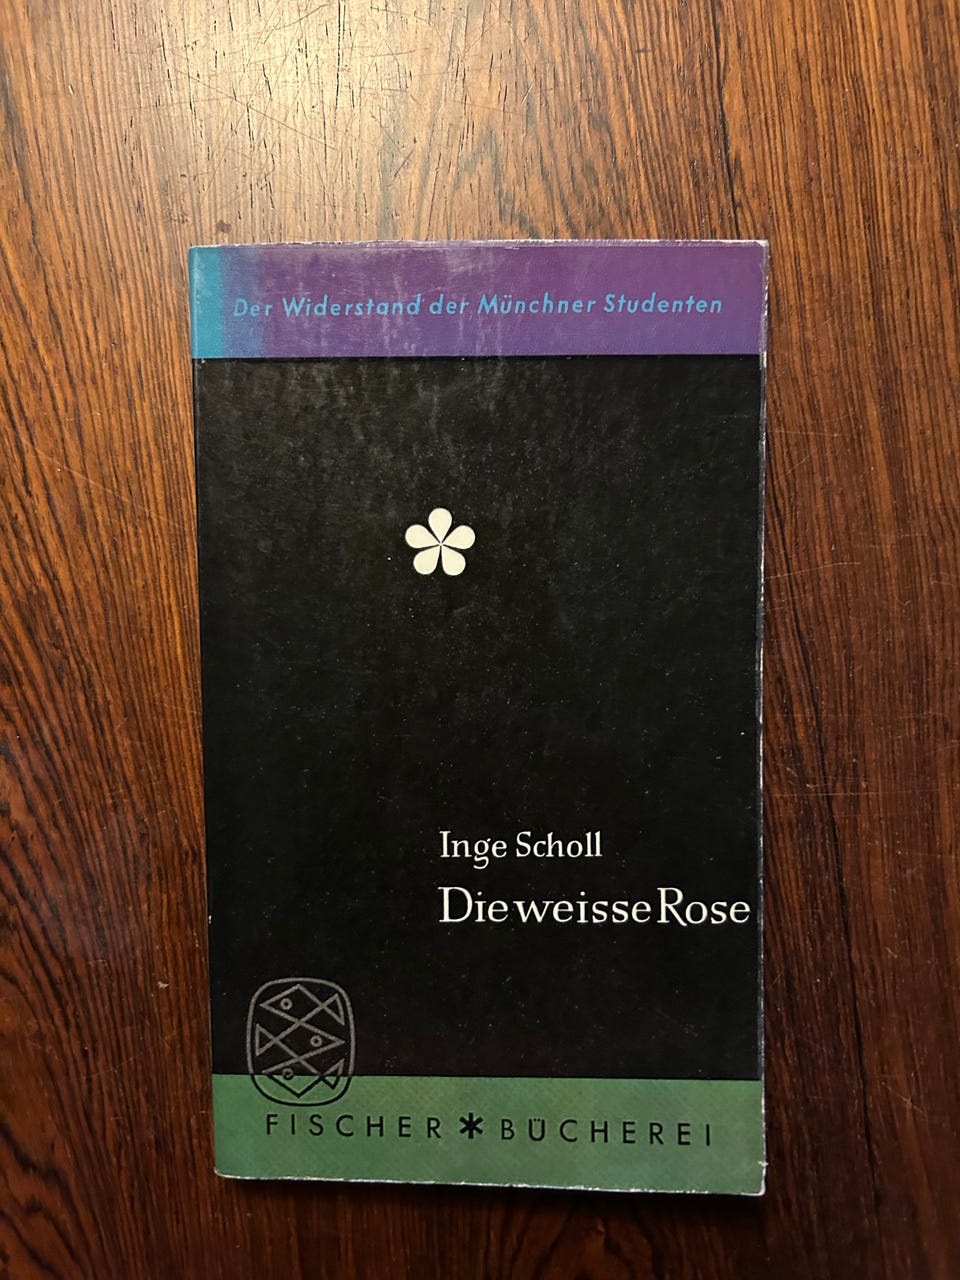 Der Widerstand der Münchner Studenten
Inge Scholl
Die weisse Rose
FISCHER * BÜCHEREI